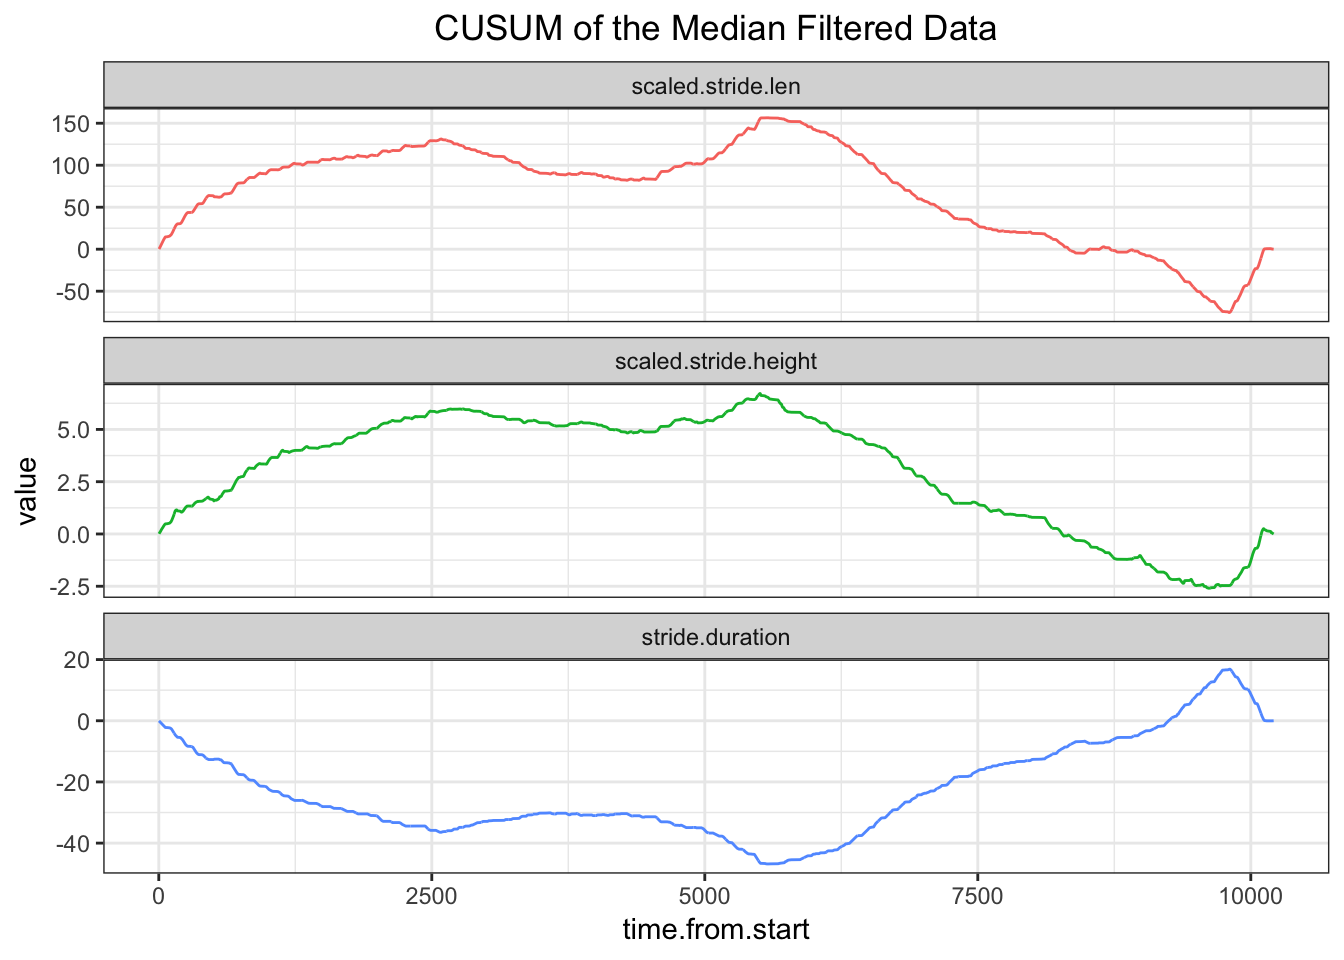 CUSUM of the Median Filtered Data
scaled.stride.len
150
100
50
0
-50
scaled.stride.height
5.0
2.5
0.0
-2.5
value
stride.duration
20
0
-20
-40
0 2500 5000 7500 10000
time.from.start